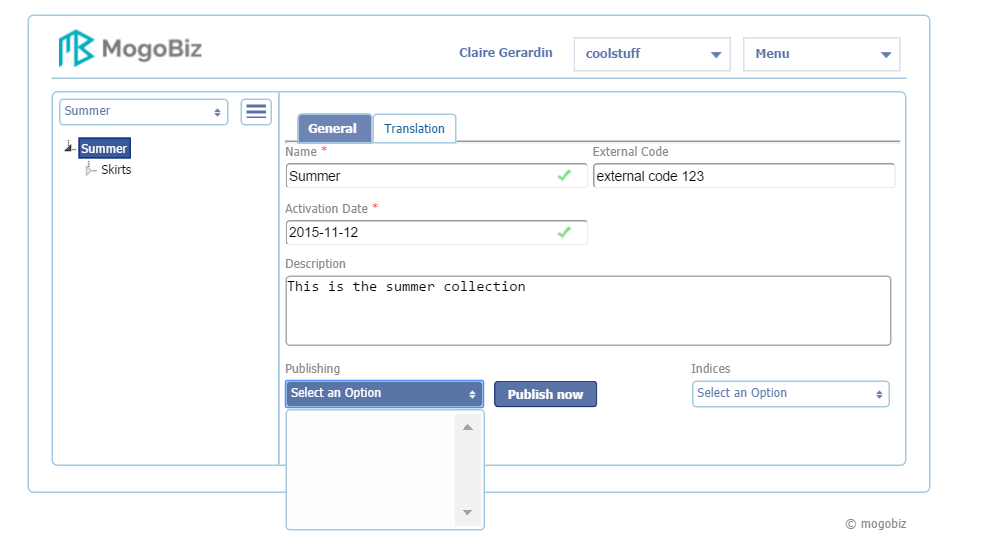 MogoBiz
Claire Gerardin
coolstuff
Menu
Summer
Summer
Skirts
General
Translation
Name *
External Code
Summer
external code 123
Activation Date *
2015-11-12
Description
This is the summer collection
Publishing
Indices
Select an Option
Publish now
Select an Option
© mogobiz